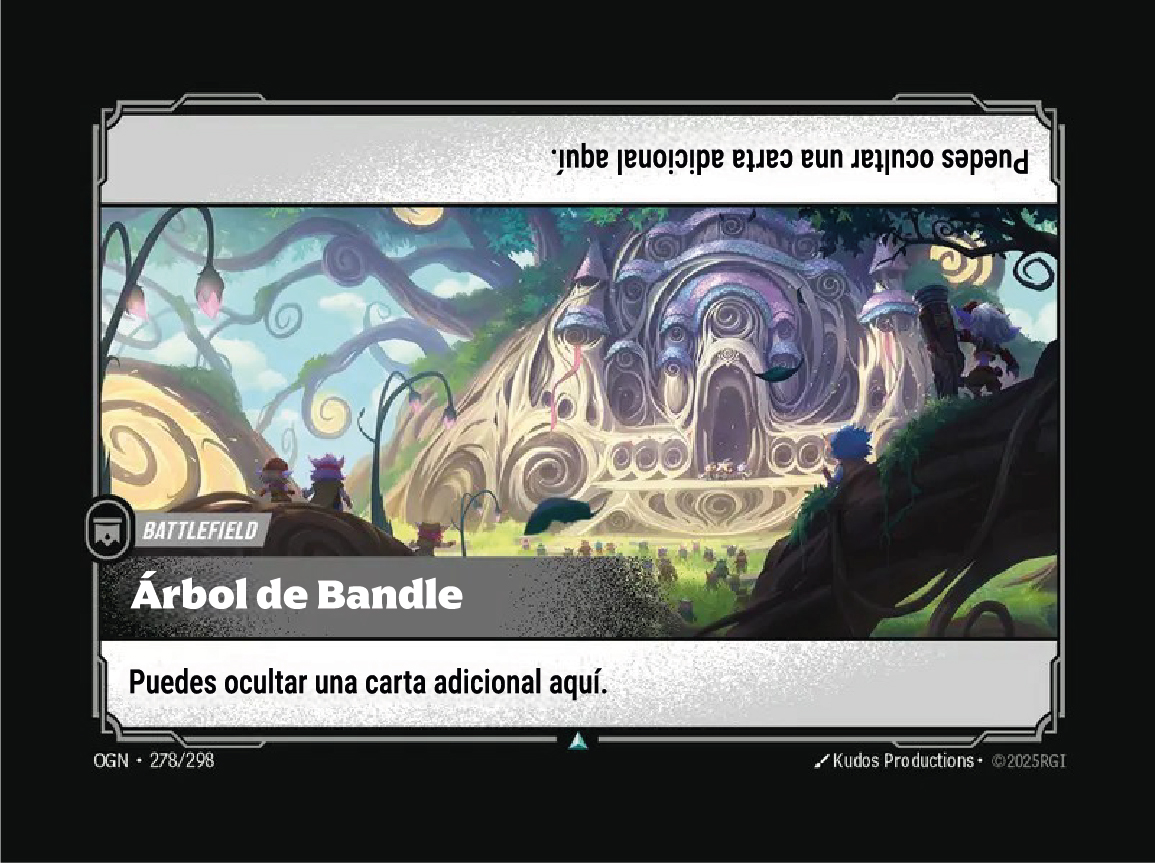 Puedes ocultar una carta adicional aquí.
BATTLEFIELD
Árbol de Bandle
Puedes ocultar una carta adicional aquí.
OGN • 278/298
Kudos Productions • ©2025RGI